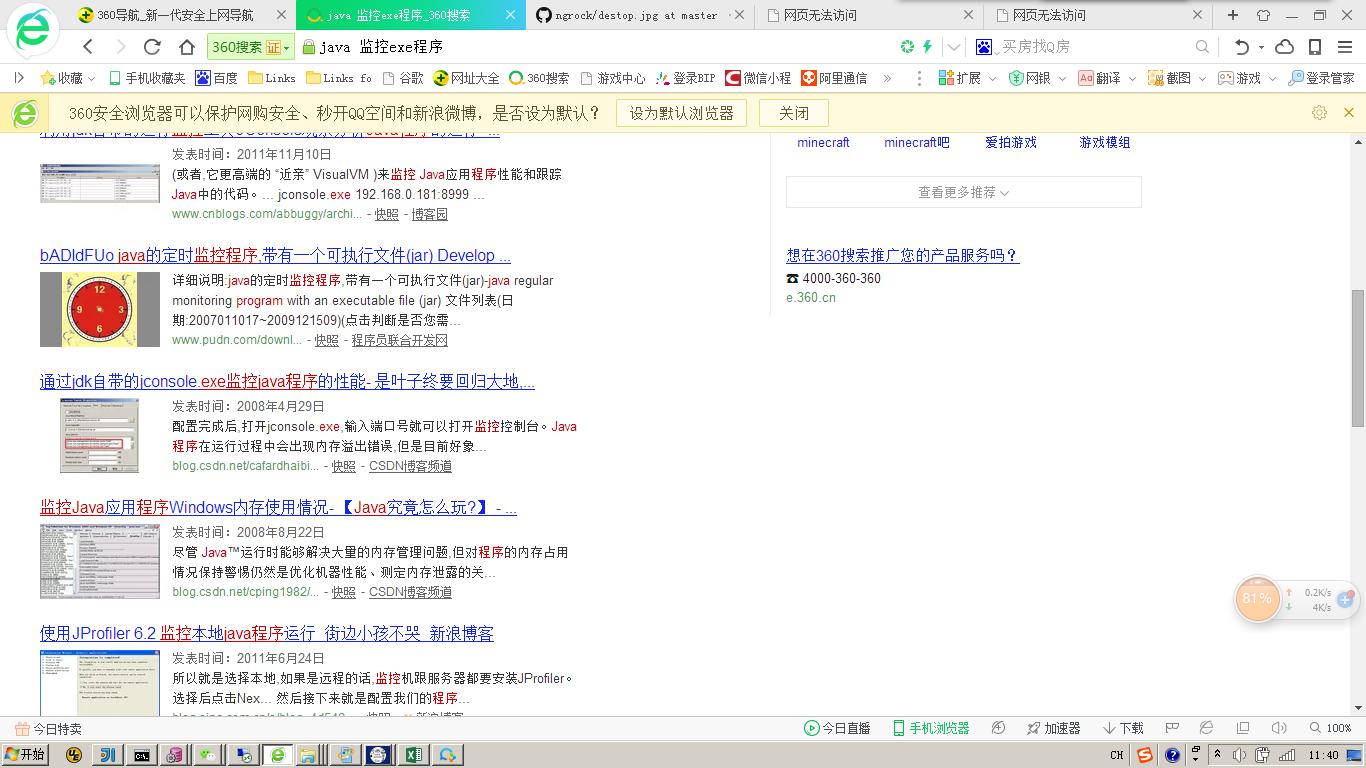 360导航_新一代安全上网导航
java 监控exe程序_360搜索
ngrock/destop.jpg at master
网页无法访问
网页无法访问
360搜索 证
java 监控exe程序
买房找Q房
收藏 手机收藏夹 百度 Links Links fo 谷歌 网址大全 360搜索 游戏中心 登录BIP 微信小程 阿里通信 » 扩展 网银 翻译 截图 游戏 登录管家
360安全浏览器可以保护网购安全、秒开QQ空间和新浪微博，是否设为默认？ 设为默认浏览器 关闭
发表时间：2011年11月10日
(或者,它更高端的 “近亲” VisualVM )来监控 Java应用程序性能和跟踪
Java中的代码。... jconsole.exe 192.168.0.181:8999 ...
www.cnblogs.com/abbuggy/archi... - 快照 - 博客园
bADIdFUo java的定时监控程序,带有一个可执行文件(jar) Develop ...
详细说明:java的定时监控程序,带有一个可执行文件(jar)-java regular
monitoring program with an executable file (jar) 文件列表(日
期:2007011017~2009121509)(点击判断是否您需...
www.pudn.com/downl... - 快照 - 程序员联合开发网
通过jdk自带的jconsole.exe监控java程序的性能- 是叶子终要回归大地,...
发表时间：2008年4月29日
配置完成后,打开jconsole.exe,输入端口号就可以打开监控控制台。Java
程序在运行过程中会出现内存溢出错误,但是目前好象...
blog.csdn.net/cafardhaibi... - 快照 - CSDN博客频道
监控Java应用程序Windows内存使用情况-【Java究竟怎么玩?】 - ...
发表时间：2008年8月22日
尽管 Java™运行时能够解决大量的内存管理问题,但对程序的内存占用
情况保持警惕仍然是优化机器性能、测定内存泄露的关...
blog.csdn.net/cping1982/... - 快照 - CSDN博客频道
使用JProfiler 6.2 监控本地java程序运行_街边小孩不哭_新浪博客
发表时间：2011年6月24日
所以就是选择本地,如果是远程的话,监控机跟服务器都要安装JProfiler。
选择后点击Nex... 然后接下来就是配置我们的程序...
minecraft minecraft吧 爱拍游戏 游戏模组
查看更多推荐
想在360搜索推广您的产品服务吗？
4000-360-360
e.360.cn
81%
0.2K/s
4K/s
今日特卖
今日直播 手机浏览器 加速器 下载 100%
开始
CH 11:40